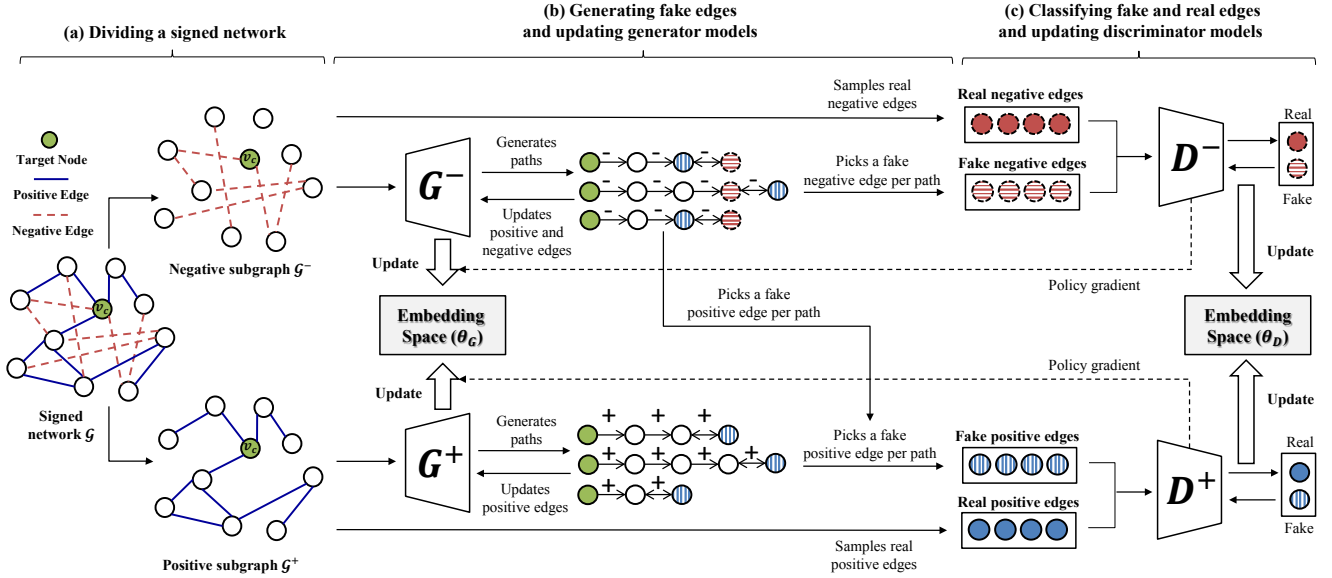 (a) Dividing a signed network
(b) Generating fake edges
and updating generator models
(c) Classifying fake and real edges
and updating discriminator models
Target Node
Positive Edge
Negative Edge
v_c
Negative subgraph 𝒢⁻
v_c
Signed
network 𝒢
v_c
Positive subgraph 𝒢⁺
Samples real
negative edges
G⁻
Generates
paths
Updates
positive and
negative edges
- - -
- - - -
- - -
Picks a fake
negative edge per path
Update
Embedding
Space (θ_G)
Update
Picks a fake
positive edge per path
G⁺
Generates
paths
Updates
positive edges
+ + +
+ + + +
+ +
Picks a fake
positive edge per path
Samples real
positive edges
Policy gradient
Policy gradient
Real negative edges
Fake negative edges
D⁻
Real
Fake
Update
Embedding
Space (θ_D)
Update
Fake positive edges
Real positive edges
D⁺
Real
Fake